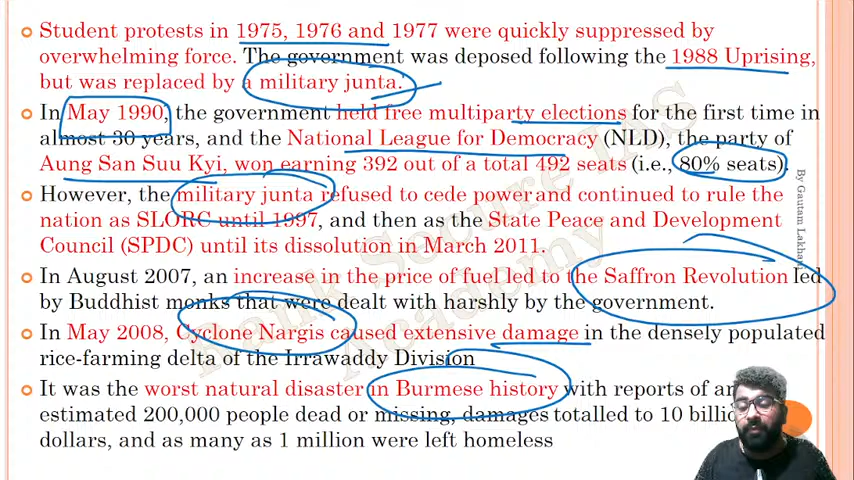 Student protests in 1975, 1976 and 1977 were quickly suppressed by
overwhelming force. The government was deposed following the 1988 Uprising,
but was replaced by a military junta.
In May 1990, the government held free multiparty elections for the first time in
almost 30 years, and the National League for Democracy (NLD), the party of
Aung San Suu Kyi, won earning 392 out of a total 492 seats (i.e., 80% seats).
However, the military junta refused to cede power and continued to rule the
nation as SLORC until 1997, and then as the State Peace and Development
Council (SPDC) until its dissolution in March 2011.
In August 2007, an increase in the price of fuel led to the Saffron Revolution led
by Buddhist monks that were dealt with harshly by the government.
In May 2008, Cyclone Nargis caused extensive damage in the densely populated
rice-farming delta of the Irrawaddy Division
It was the worst natural disaster in Burmese history with reports of an
estimated 200,000 people dead or missing, damages totalled to 10
dollars, and as many as 1 million were left homeless
By Gautam Lakhan
Rank Secure IAS
Academy